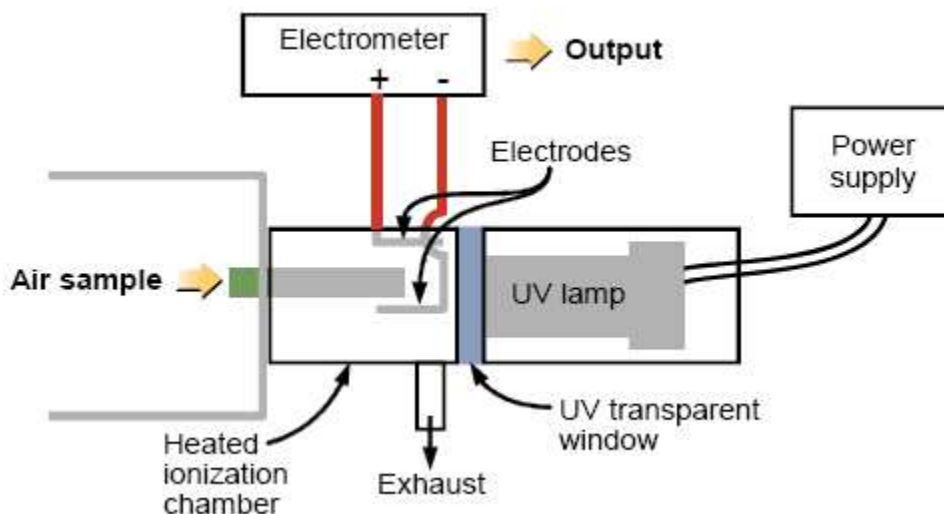 Electrometer
+ -
Output
Electrodes
Power
supply
Air sample
UV lamp
UV transparent
window
Heated
ionization
chamber
Exhaust